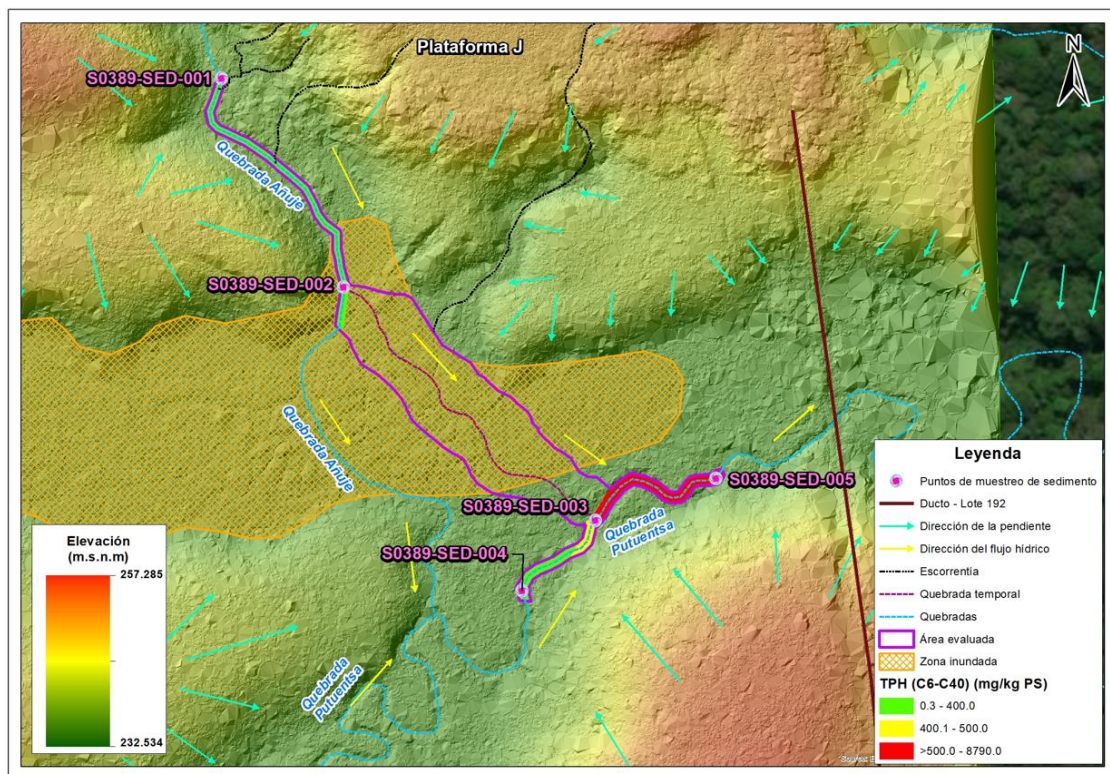 Plataforma J
N
S0389-SED-001
Quebrada Añuje
S0389-SED-002
Quebrada Añuje
S0389-SED-003
S0389-SED-005
Quebrada
Putuentsa
S0389-SED-004
Quebrada
Putuentsa
Elevación
(m.s.n.m)
257.285
232.534
Leyenda
Puntos de muestreo de sedimento
Ducto - Lote 192
Dirección de la pendiente
Dirección del flujo hídrico
Escorrentía
Quebrada temporal
Quebradas
Área evaluada
Zona inundada
TPH (C6-C40) (mg/kg PS)
0.3 - 400.0
400.1 - 500.0
>500.0 - 8790.0
Source: